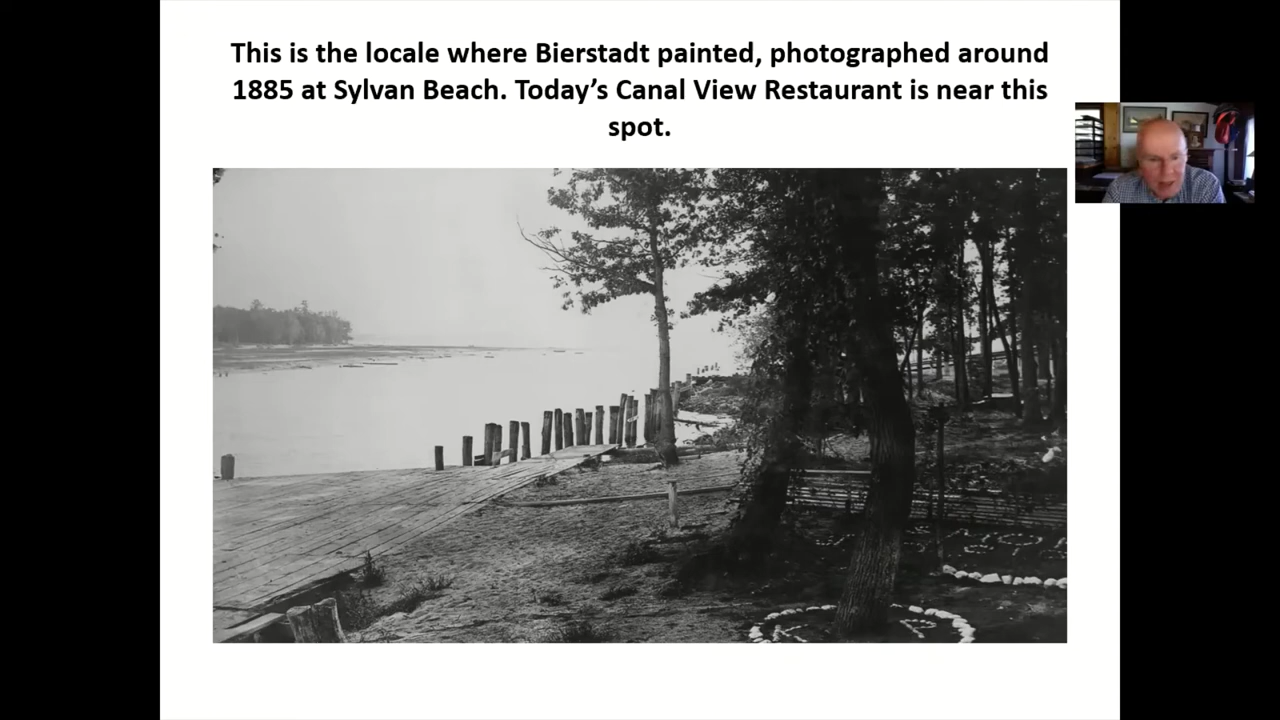 This is the locale where Bierstadt painted, photographed around
1885 at Sylvan Beach. Today’s Canal View Restaurant is near this
spot.
K P